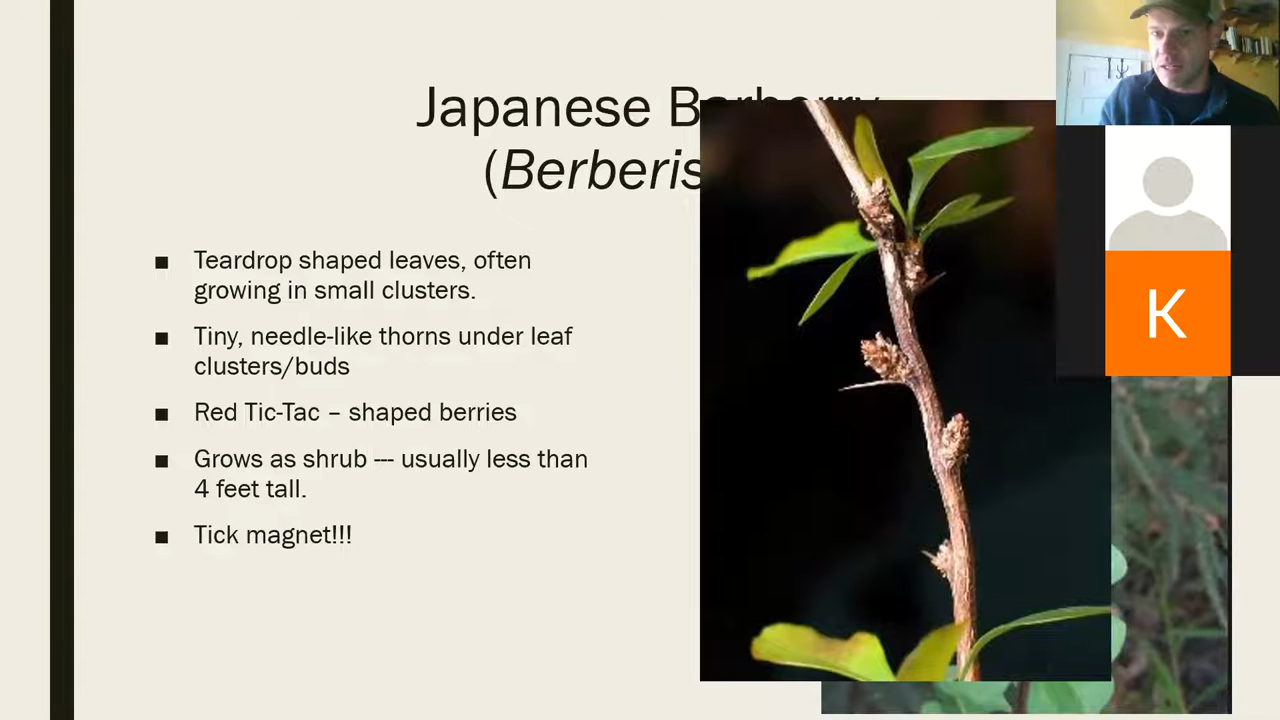 Japanese Barberry
(Berberis
■ Teardrop shaped leaves, often
growing in small clusters.
■ Tiny, needle-like thorns under leaf
clusters/buds
■ Red Tic-Tac – shaped berries
■ Grows as shrub --- usually less than
4 feet tall.
■ Tick magnet!!!
K